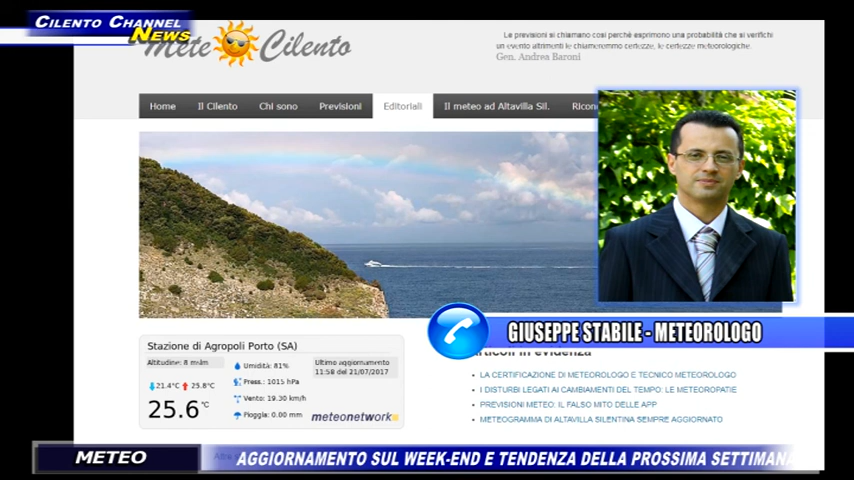 CILENTO CHANNEL
NEWS
Mete Cilento
Le previsioni si chiamano così perchè esprimono una probabilità che si verifichi
un evento altrimenti le chiameremmo certezze, le certezze meteorologiche.
Gen. Andrea Baroni
Home Il Cilento Chi sono Previsioni Editoriali Il meteo ad Altavilla Sil. Ricono
GIUSEPPE STABILE - METEOROLOGO
Stazione di Agropoli Porto (SA)
Altitudine: 8 mslm
Umidità: 81%
Ultimo aggiornamento
11:58 del 21/07/2017
21.4°C 25.8°C
Press.: 1015 hPa
25.6 °C
Vento: 19.30 km/h
Pioggia: 0.00 mm
meteonetwork
Articoli in evidenza
LA CERTIFICAZIONE DI METEOROLOGO E TECNICO METEOROLOGO
I DISTURBI LEGATI AI CAMBIAMENTI DEL TEMPO: LE METEOROPATIE
PREVISIONI METEO: IL FALSO MITO DELLE APP
METEOGRAMMA DI ALTAVILLA SILENTINA SEMPRE AGGIORNATO
METEO
AGGIORNAMENTO SUL WEEK-END E TENDENZA DELLA PROSSIMA SETTIMANA